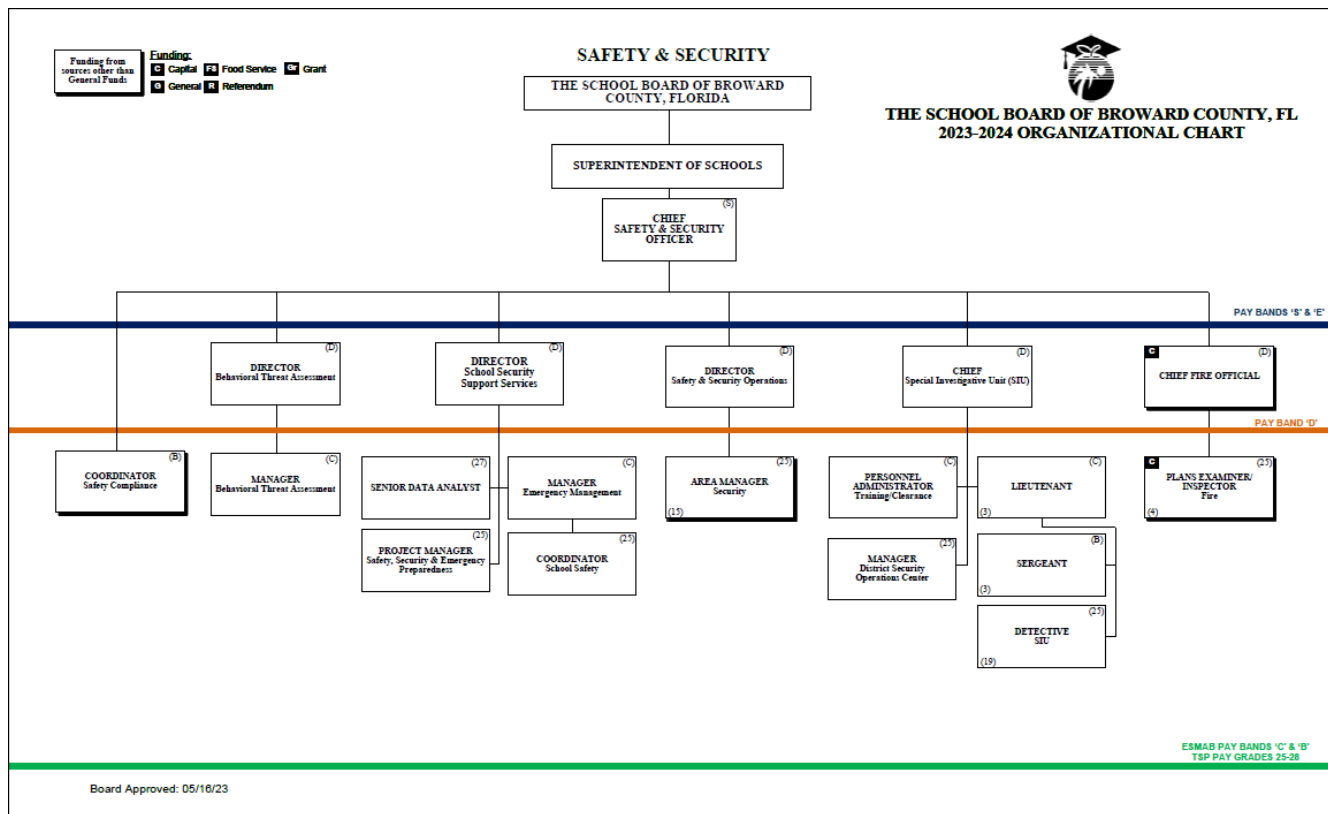 Funding from
sources other than
General Funds
Funding:
C Capital FS Food Service Gr Grant
G General R Referendum
SAFETY & SECURITY
THE SCHOOL BOARD OF BROWARD
COUNTY, FLORIDA
THE SCHOOL BOARD OF BROWARD COUNTY, FL
2023-2024 ORGANIZATIONAL CHART
SUPERINTENDENT OF SCHOOLS
(S)
CHIEF
SAFETY & SECURITY
OFFICER
PAY BANDS 'S' & 'E'
(D)
DIRECTOR
Behavioral Threat Assessment
(D)
DIRECTOR
School Security
Support Services
(D)
DIRECTOR
Safety & Security Operations
(D)
CHIEF
Special Investigative Unit (SIU)
C
(D)
CHIEF FIRE OFFICIAL
PAY BAND 'D'
(B)
COORDINATOR
Safety Compliance
(C)
MANAGER
Behavioral Threat Assessment
(27)
SENIOR DATA ANALYST
(C)
MANAGER
Emergency Management
(25)
AREA MANAGER
Security
(15)
(C)
PERSONNEL
ADMINISTRATOR
Training/Clearance
(C)
LIEUTENANT
(3)
C
(25)
PLANS EXAMINER/
INSPECTOR
Fire
(4)
(25)
PROJECT MANAGER
Safety, Security & Emergency
Preparedness
(25)
COORDINATOR
School Safety
(25)
MANAGER
District Security
Operations Center
(B)
SERGEANT
(3)
(25)
DETECTIVE
SIU
(19)
ESMAB PAY BANDS 'C' & 'B'
TSP PAY GRADES 25-28
Board Approved: 05/16/23